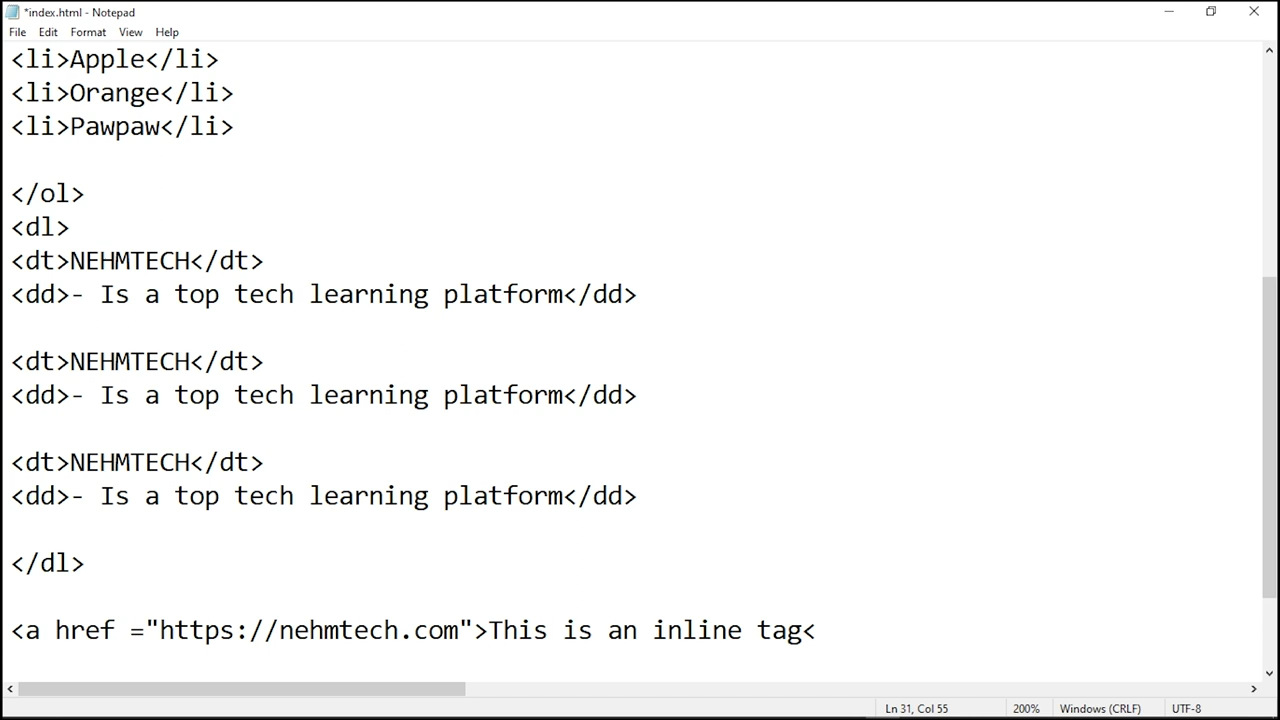 *index.html - Notepad
File Edit Format View Help
<li>Apple</li>
<li>Orange</li>
<li>Pawpaw</li>
</ol>
<dl>
<dt>NEHMTECH</dt>
<dd>- Is a top tech learning platform</dd>
<dt>NEHMTECH</dt>
<dd>- Is a top tech learning platform</dd>
<dt>NEHMTECH</dt>
<dd>- Is a top tech learning platform</dd>
</dl>
<a href ="https://nehmtech.com">This is an inline tag<
Ln 31, Col 55 200% Windows (CRLF) UTF-8